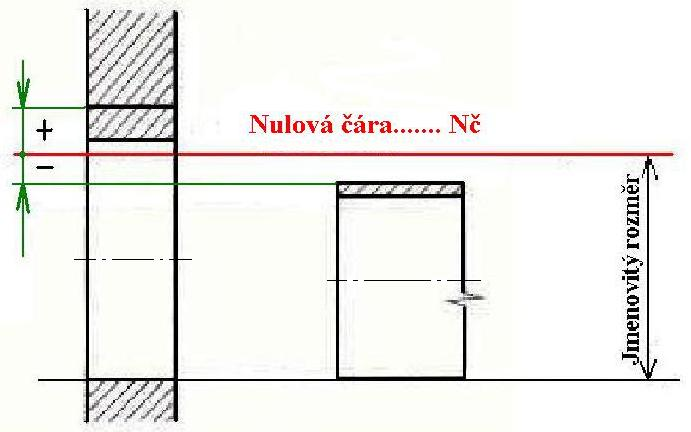 +
Nulová čára....... Nč
−
Jmenovitý rozměr